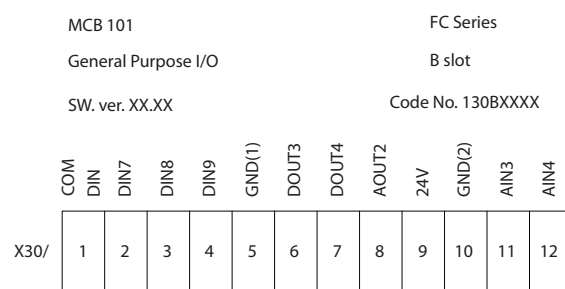 MCB 101 FC Series
General Purpose I/O B slot
SW. ver. XX.XX Code No. 130BXXXX
COM DIN DIN7 DIN8 DIN9 GND(1) DOUT3 DOUT4 AOUT2 24V GND(2) AIN3 AIN4
X30/ 1 2 3 4 5 6 7 8 9 10 11 12